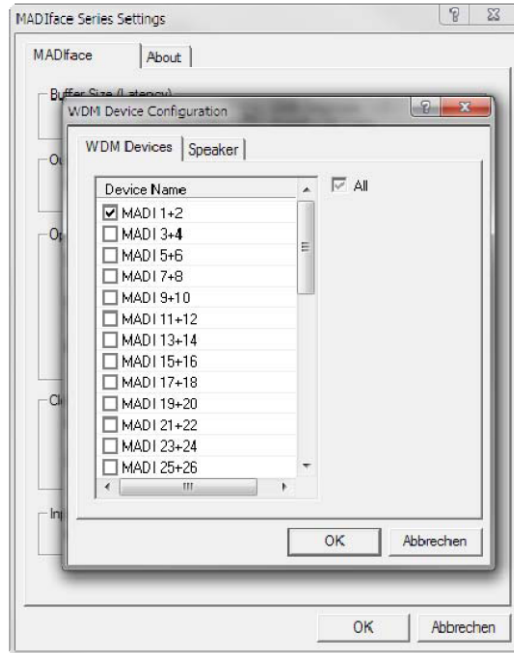 MADIface Series Settings
MADIface
About
Buffer Size (Latency)
WDM Device Configuration
WDM Devices
Speaker
Device Name
All
MADI 1+2
MADI 3+4
MADI 5+6
MADI 7+8
MADI 9+10
MADI 11+12
MADI 13+14
MADI 15+16
MADI 17+18
MADI 19+20
MADI 21+22
MADI 23+24
MADI 25+26
OK
Abbrechen
OK
Abbrechen